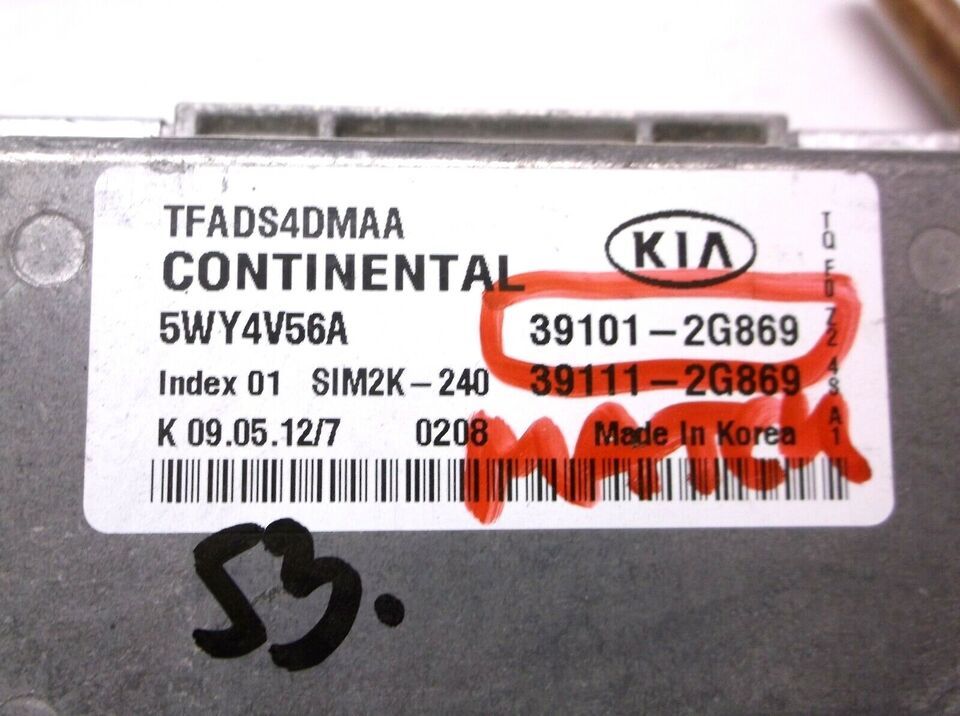 TFADS4DMAA
KIA
CONTINENTAL
5WY4V56A 39101-2G869
Index 01 SIM2K-240 39111-2G869
K 09.05.12/7 0208 Made In Korea
MATCH
53.